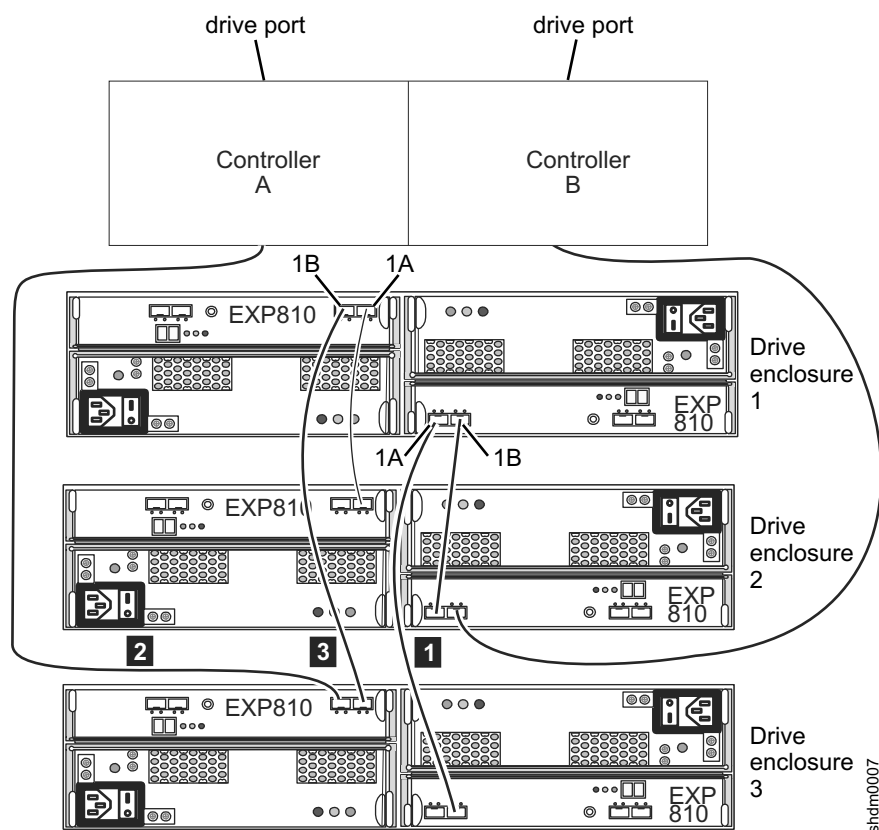 drive port
drive port
Controller
A
Controller
B
1B
1A
EXP810
Drive
enclosure
1
EXP
810
1A
1B
EXP810
Drive
enclosure
2
EXP
810
2
3
1
EXP810
Drive
enclosure
3
EXP
810
shdm0007